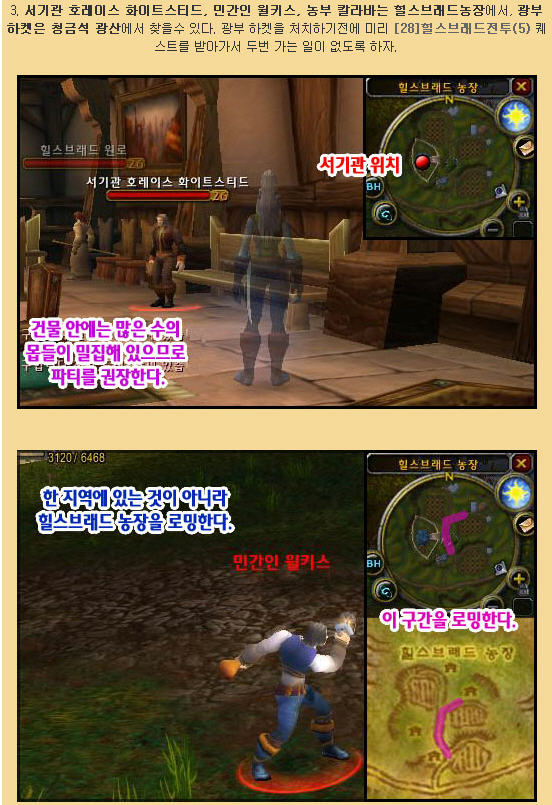 3. 서기관 호레이스 화이트스티드, 민간인 윌키스, 농부 칼라바는 힐스브래드농장에서, 광부
하켓은 청금석 광산에서 찾을수 있다. 광부 하켓을 처치하기전에 미리 [28]힐스브래드전투(5) 퀘
스트를 받아가서 두번 가는 일이 없도록 하자.
힐스브래드 농장
N
힐스브래드 원로
서기관 호레이스 화이트스티드
서기관 위치
BH
건물 안에는 많은 수의
몹들이 밀집해 있으므로
파티를 권장한다.
3120 / 6468
힐스브래드 농장
N
한 지역에 있는 것이 아니라
힐스브래드 농장을 로밍한다.
민간인 윌키스
BH
이 구간을 로밍한다.
힐스브래드 농장